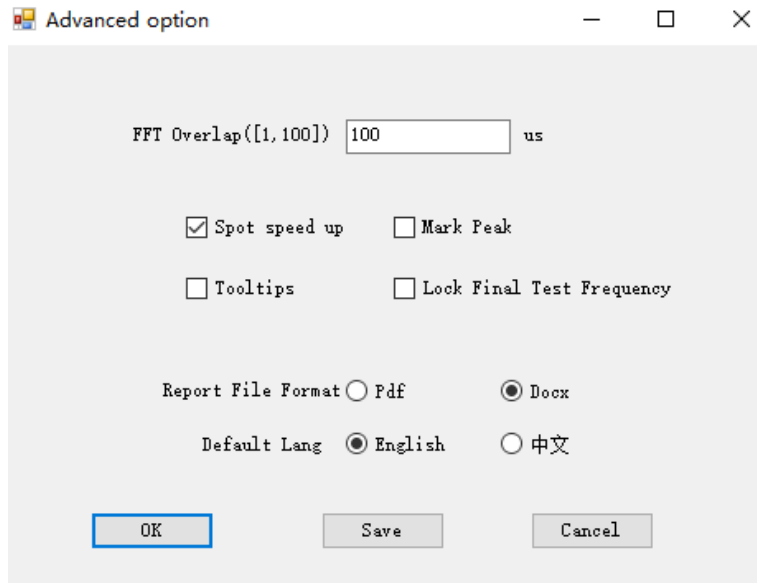 Advanced option
FFT Overlap([1,100]) 100 us
Spot speed up Mark Peak
Tooltips Lock Final Test Frequency
Report File Format Pdf Docx
Default Lang English 中文
OK Save Cancel